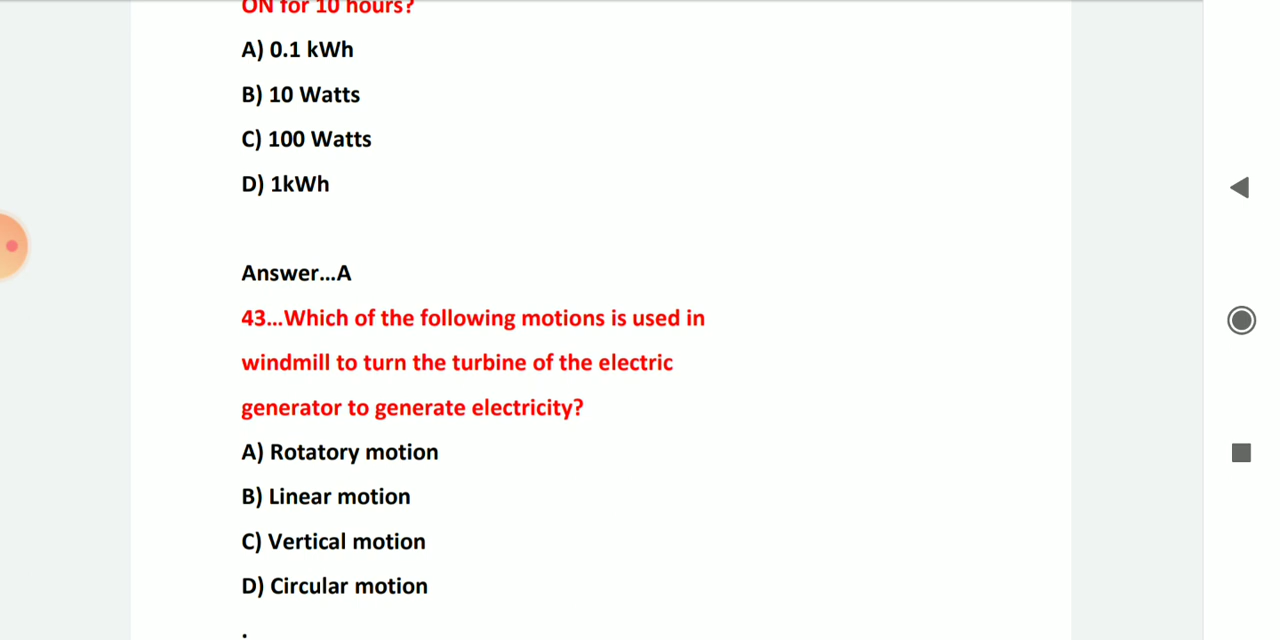 ON for 10 hours?
A) 0.1 kWh
B) 10 Watts
C) 100 Watts
D) 1kWh
Answer...A
43...Which of the following motions is used in
windmill to turn the turbine of the electric
generator to generate electricity?
A) Rotatory motion
B) Linear motion
C) Vertical motion
D) Circular motion
.